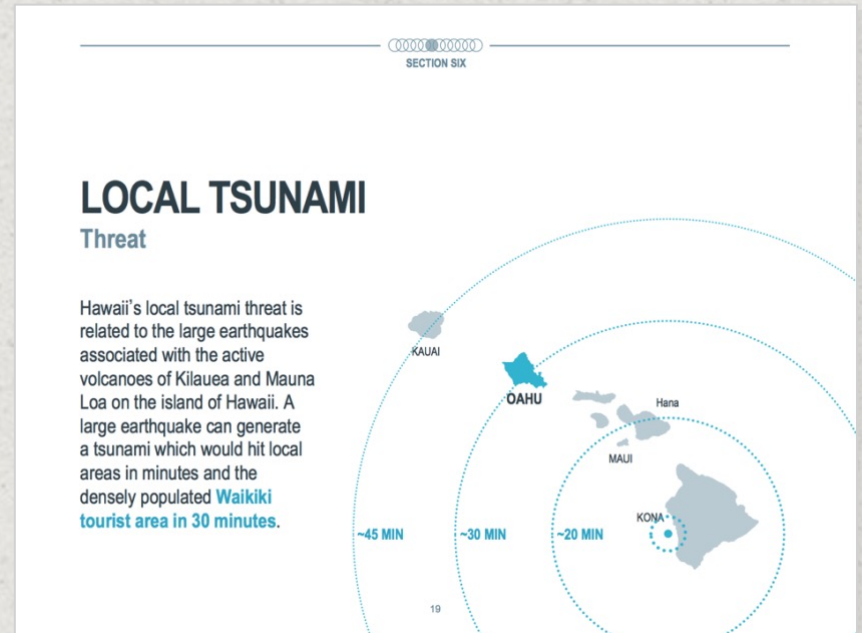 SECTION SIX
LOCAL TSUNAMI
Threat
Hawaii's local tsunami threat is
related to the large earthquakes
associated with the active
volcanoes of Kilauea and Mauna
Loa on the island of Hawaii. A
large earthquake can generate
a tsunami which would hit local
areas in minutes and the
densely populated Waikiki
tourist area in 30 minutes.
KAUAI
OAHU
Hana
MAUI
KONA
~45 MIN
~30 MIN
~20 MIN
19